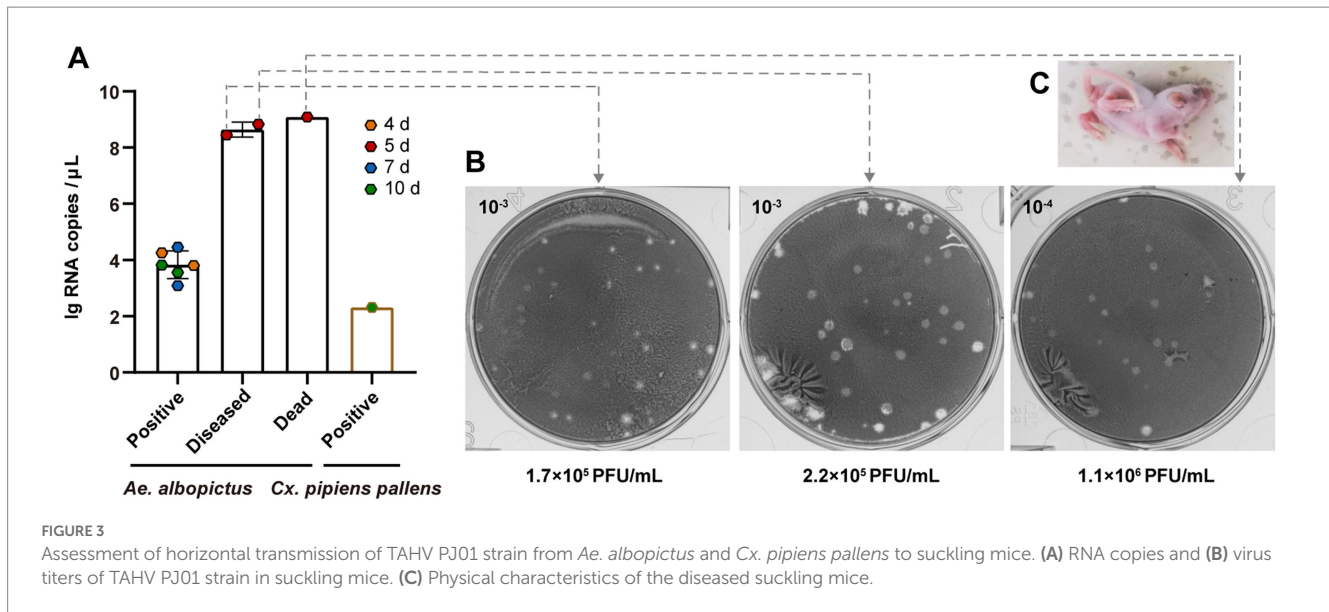 A
10
8
6
4
2
0
lg RNA copies / µL
4 d
5 d
7 d
10 d
Positive
Diseased
Dead
Positive
Ae. albopictus
Cx. pipiens pallens
C
B
10⁻³
10⁻³
10⁻⁴
1.7×10⁵ PFU/mL
2.2×10⁵ PFU/mL
1.1×10⁶ PFU/mL
FIGURE 3
Assessment of horizontal transmission of TAHV PJ01 strain from Ae. albopictus and Cx. pipiens pallens to suckling mice. (A) RNA copies and (B) virus
titers of TAHV PJ01 strain in suckling mice. (C) Physical characteristics of the diseased suckling mice.